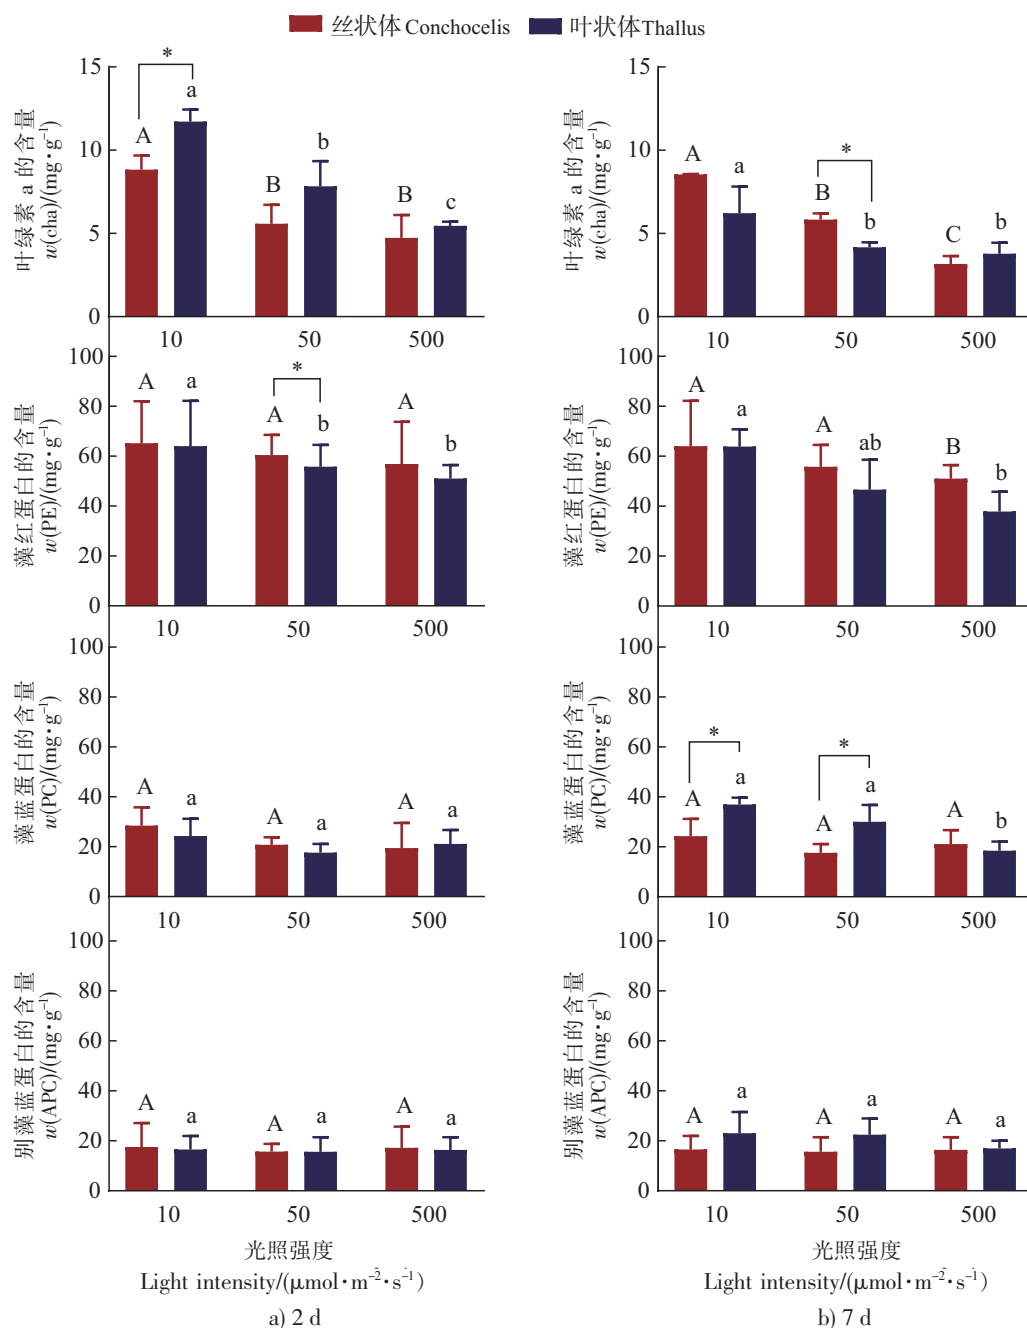 丝状体 Conchocelis 叶状体 Thallus
叶绿素 a 的含量
w(cha)/(mg·g⁻¹)
15
10
5
0
*
A a
B b
B c
10 50 500
叶绿素 a 的含量
w(cha)/(mg·g⁻¹)
15
10
5
0
*
A a
B b
C b
10 50 500
藻红蛋白的含量
w(PE)/(mg·g⁻¹)
100
80
60
40
20
0
*
A a
A b
A b
10 50 500
藻红蛋白的含量
w(PE)/(mg·g⁻¹)
100
80
60
40
20
0
A a
A ab
B b
10 50 500
藻蓝蛋白的含量
w(PC)/(mg·g⁻¹)
100
80
60
40
20
0
A a
A a
A a
10 50 500
藻蓝蛋白的含量
w(PC)/(mg·g⁻¹)
100
80
60
40
20
0
* *
A a
A a
A b
10 50 500
别藻蓝蛋白的含量
w(APC)/(mg·g⁻¹)
100
80
60
40
20
0
A a
A a
A a
10 50 500
光照强度
Light intensity/(μmol·m⁻²·s⁻¹)
a) 2 d
别藻蓝蛋白的含量
w(APC)/(mg·g⁻¹)
100
80
60
40
20
0
A a
A a
A a
10 50 500
光照强度
Light intensity/(μmol·m⁻²·s⁻¹)
b) 7 d